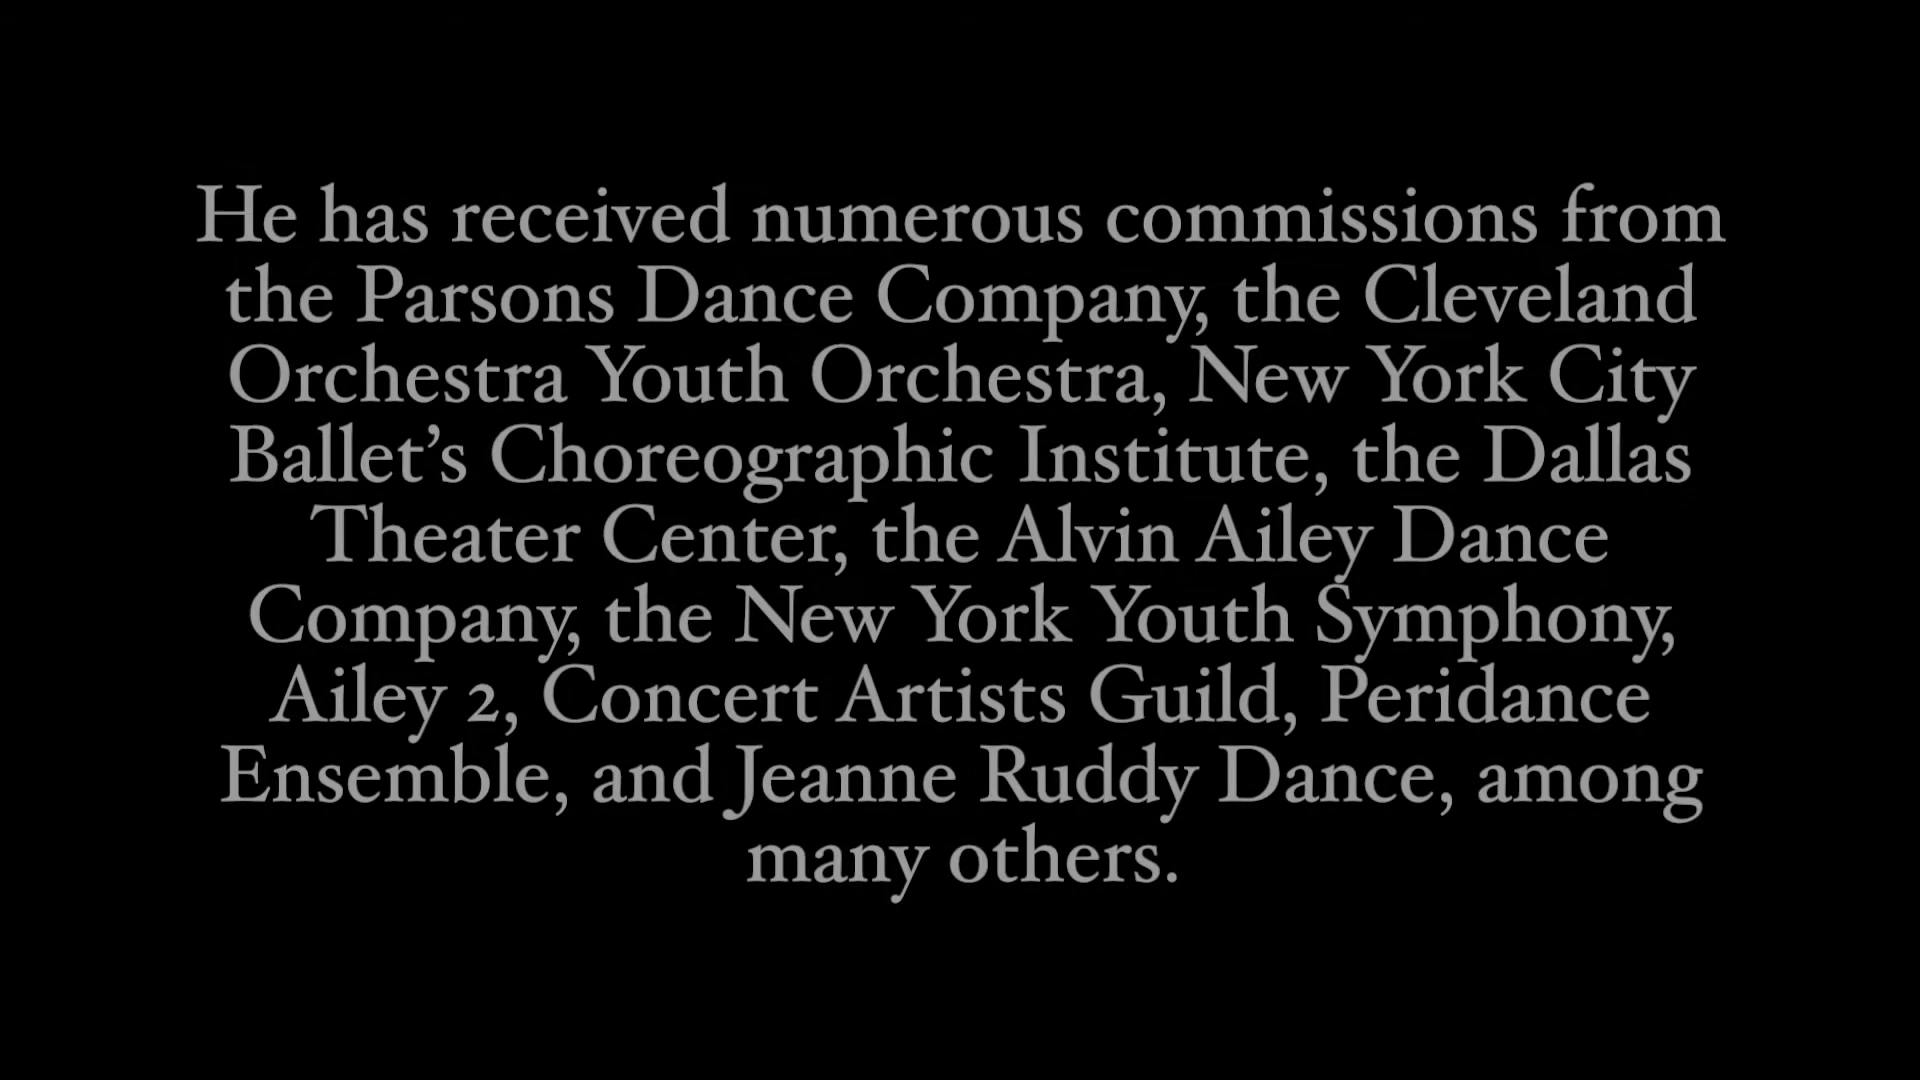 He has received numerous commissions from
the Parsons Dance Company, the Cleveland
Orchestra Youth Orchestra, New York City
Ballet’s Choreographic Institute, the Dallas
Theater Center, the Alvin Ailey Dance
Company, the New York Youth Symphony,
Ailey 2, Concert Artists Guild, Peridance
Ensemble, and Jeanne Ruddy Dance, among
many others.